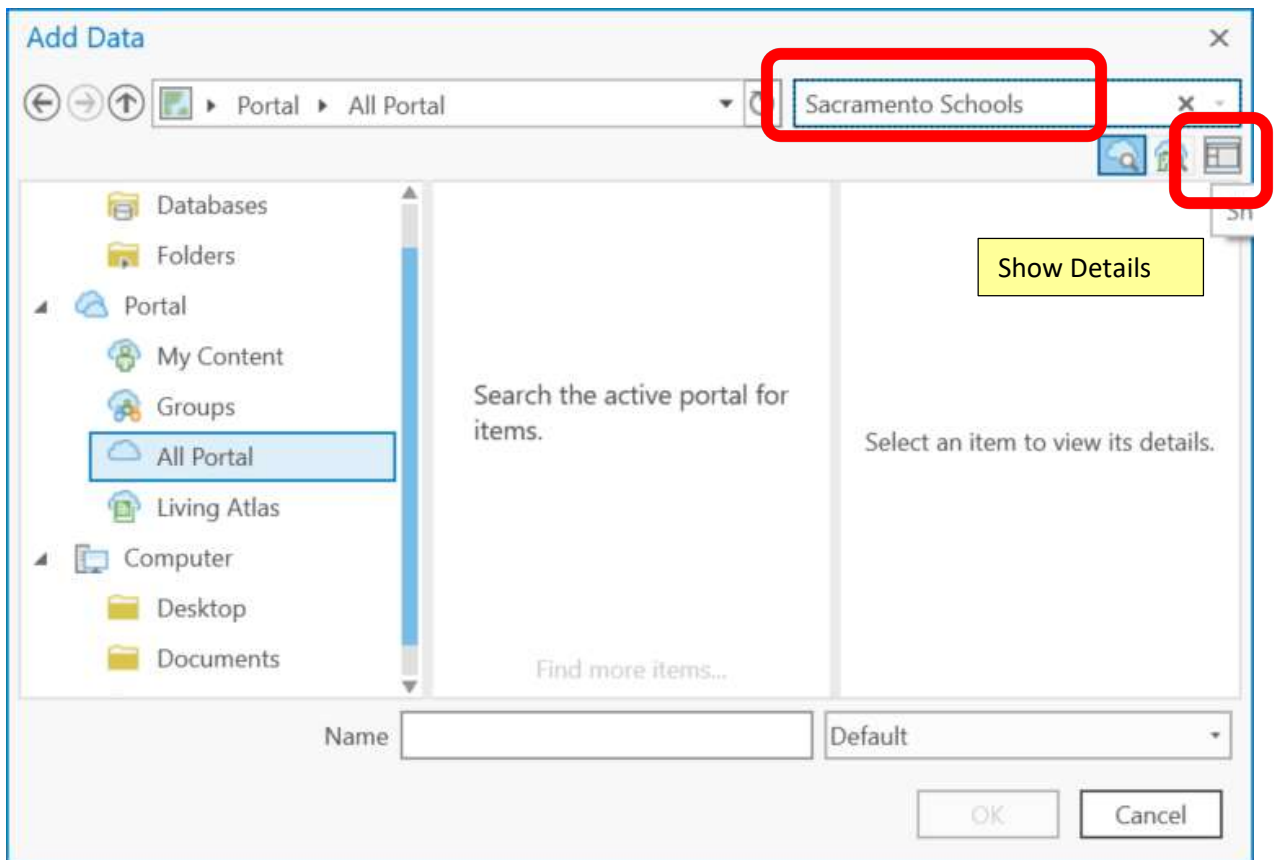 Add Data
Portal
All Portal
Sacramento Schools
Databases
Folders
Portal
My Content
Groups
All Portal
Living Atlas
Computer
Desktop
Documents
Search the active portal for
items.
Find more items...
Sh
Show Details
Select an item to view its details.
Name
Default
OK
Cancel